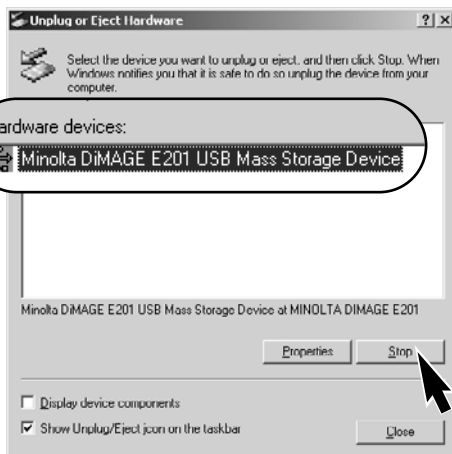 Unplug or Eject Hardware
Select the device you want to unplug or eject, and then click Stop. When
Windows notifies you that it is safe to do so unplug the device from your
computer.
ardware devices:
Minolta DiMAGE E201 USB Mass Storage Device
Minolta DiMAGE E201 USB Mass Storage Device at MINOLTA DIMAGE E201
Properties Stop
Display device components
Show Unplug/Eject icon on the taskbar
Close